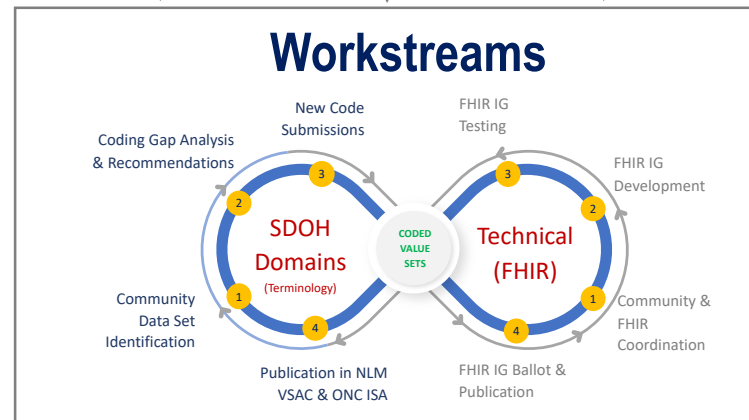 Workstreams
New Code
Submissions
Coding Gap Analysis
& Recommendations
3
2
SDOH
Domains
(Terminology)
1
4
Community
Data Set
Identification
Publication in NLM
VSAC & ONC ISA
CODED
VALUE
SETS
FHIR IG
Testing
FHIR IG
Development
3
2
Technical
(FHIR)
1
4
Community &
FHIR
Coordination
FHIR IG Ballot &
Publication